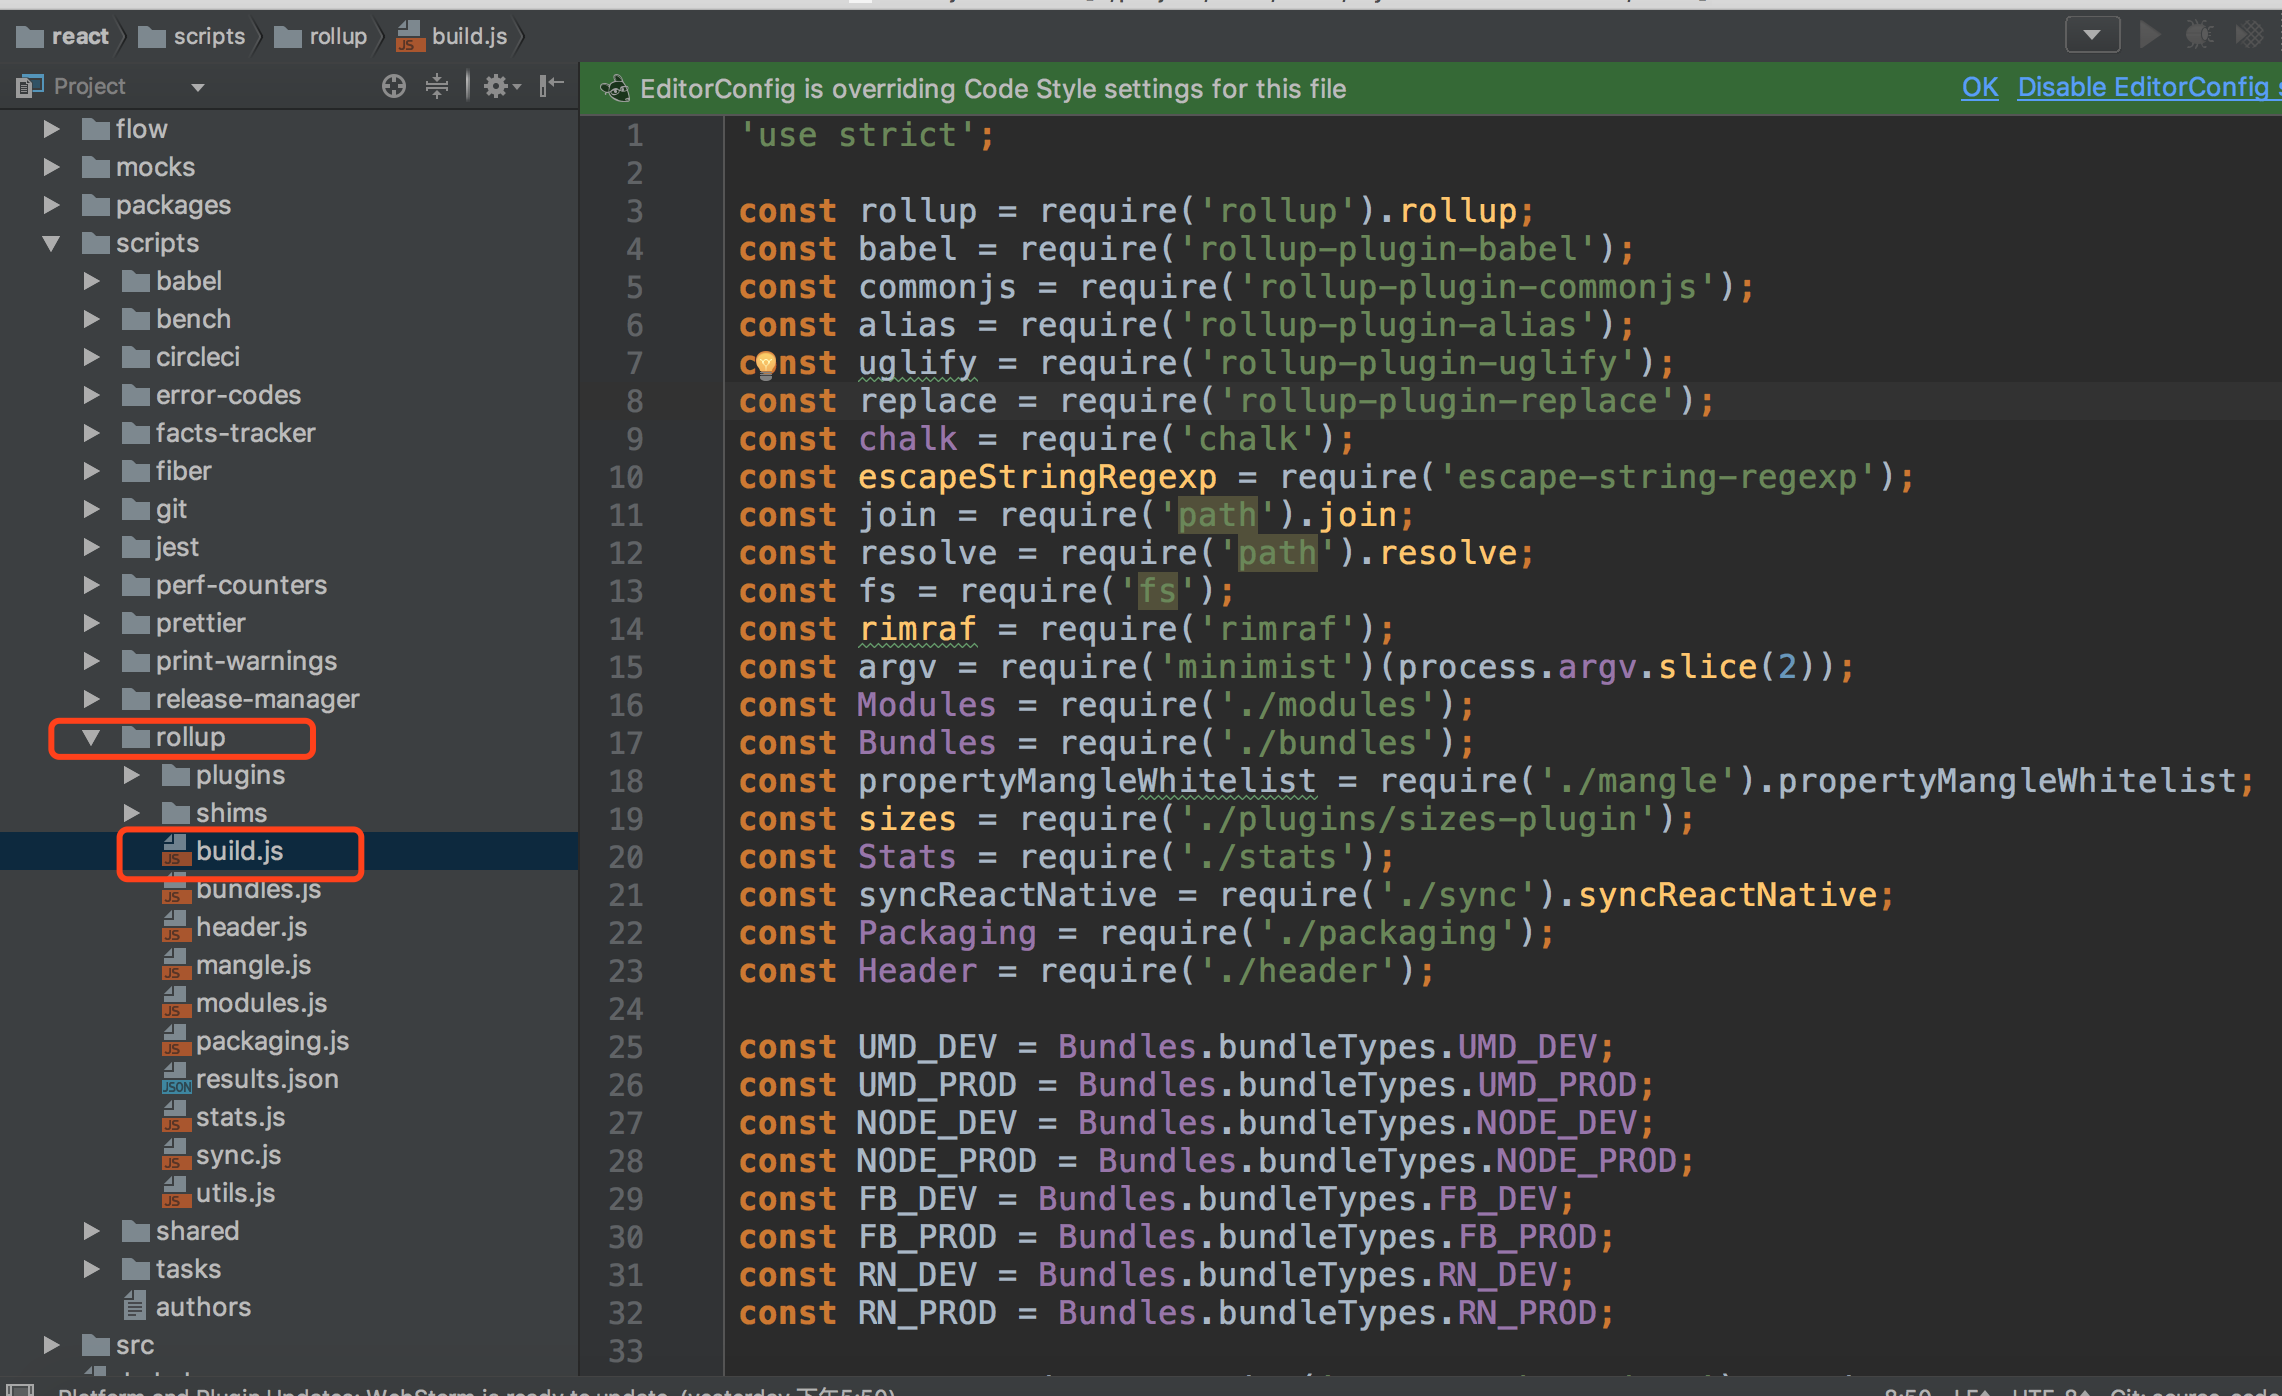 react scripts rollup build.js
Project
EditorConfig is overriding Code Style settings for this file OK Disable EditorConfig
flow
mocks
packages
scripts
babel
bench
circleci
error-codes
facts-tracker
fiber
git
jest
perf-counters
prettier
print-warnings
release-manager
rollup
plugins
shims
build.js
bundles.js
header.js
mangle.js
modules.js
packaging.js
results.json
stats.js
sync.js
utils.js
shared
tasks
authors
src
1 'use strict';
2
3 const rollup = require('rollup').rollup;
4 const babel = require('rollup-plugin-babel');
5 const commonjs = require('rollup-plugin-commonjs');
6 const alias = require('rollup-plugin-alias');
7 const uglify = require('rollup-plugin-uglify');
8 const replace = require('rollup-plugin-replace');
9 const chalk = require('chalk');
10 const escapeStringRegexp = require('escape-string-regexp');
11 const join = require('path').join;
12 const resolve = require('path').resolve;
13 const fs = require('fs');
14 const rimraf = require('rimraf');
15 const argv = require('minimist')(process.argv.slice(2));
16 const Modules = require('./modules');
17 const Bundles = require('./bundles');
18 const propertyMangleWhitelist = require('./mangle').propertyMangleWhitelist;
19 const sizes = require('./plugins/sizes-plugin');
20 const Stats = require('./stats');
21 const syncReactNative = require('./sync').syncReactNative;
22 const Packaging = require('./packaging');
23 const Header = require('./header');
24
25 const UMD_DEV = Bundles.bundleTypes.UMD_DEV;
26 const UMD_PROD = Bundles.bundleTypes.UMD_PROD;
27 const NODE_DEV = Bundles.bundleTypes.NODE_DEV;
28 const NODE_PROD = Bundles.bundleTypes.NODE_PROD;
29 const FB_DEV = Bundles.bundleTypes.FB_DEV;
30 const FB_PROD = Bundles.bundleTypes.FB_PROD;
31 const RN_DEV = Bundles.bundleTypes.RN_DEV;
32 const RN_PROD = Bundles.bundleTypes.RN_PROD;
33
Platform and Plugin Updates: WebStorm is ready to update. (yesterday 下午5:50) 8:50 UTF-8